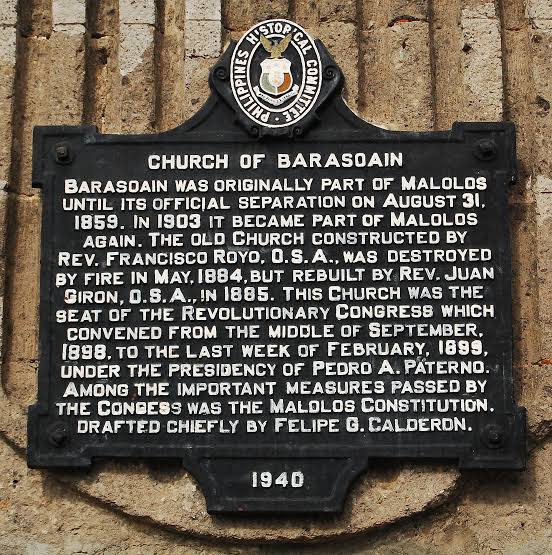 PHILIPPINES HISTORICAL COMMITTEE
CHURCH OF BARASOAIN
BARASOAIN WAS ORIGINALLY PART OF MALOLOS
UNTIL ITS OFFICIAL SEPARATION ON AUGUST 31,
1859. IN 1903 IT BECAME PART OF MALOLOS
AGAIN. THE OLD CHURCH CONSTRUCTED BY
REV. FRANCISCO ROYO, O.S.A., WAS DESTROYED
BY FIRE IN MAY, 1884, BUT REBUILT BY REV. JUAN
GIRON, O.S.A., IN 1885. THIS CHURCH WAS THE
SEAT OF THE REVOLUTIONARY CONGRESS WHICH
CONVENED FROM THE MIDDLE OF SEPTEMBER,
1898, TO THE LAST WEEK OF FEBRUARY, 1899,
UNDER THE PRESIDENCY OF PEDRO A. PATERNO.
AMONG THE IMPORTANT MEASURES PASSED BY
THE CONGESS WAS THE MALOLOS CONSTITUTION.
DRAFTED CHIEFLY BY FELIPE G. CALDERON.
1940